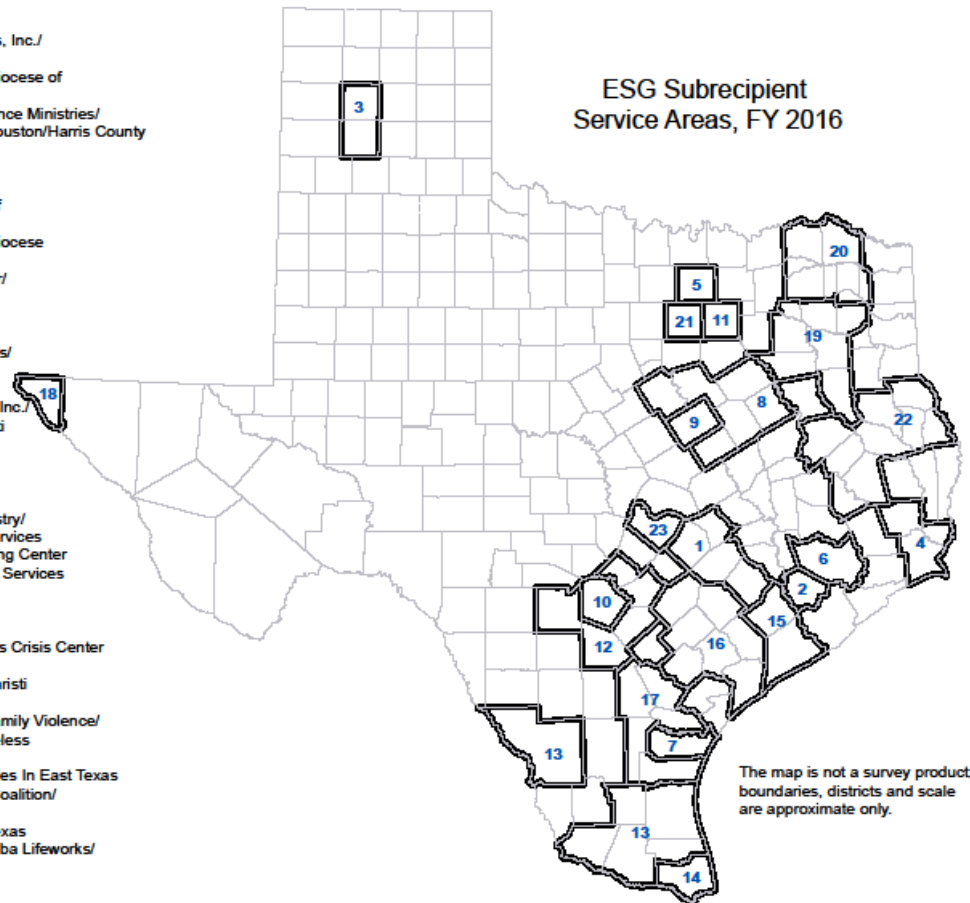 s, Inc./
ocese of
nce Ministries/
ouston/Harris County
f
ocese
r/
s/
Inc./
ti
stry/
rvices
ng Center
Services
s Crisis Center
risti
mily Violence/
less
es In East Texas
oalition/
exas
ba Lifeworks/
ESG Subrecipient
Service Areas, FY 2016
3
20
5
21
11
19
18
8
9
22
23
1
4
6
2
10
15
12
16
17
7
13
13
14
The map is not a survey product,
boundaries, districts and scale
are approximate only.